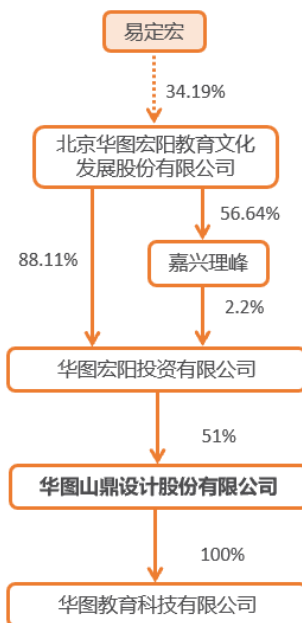 易定宏
34.19%
北京华图宏阳教育文化
发展股份有限公司
56.64%
88.11%
嘉兴理峰
2.2%
华图宏阳投资有限公司
51%
华图山鼎设计股份有限公司
100%
华图教育科技有限公司